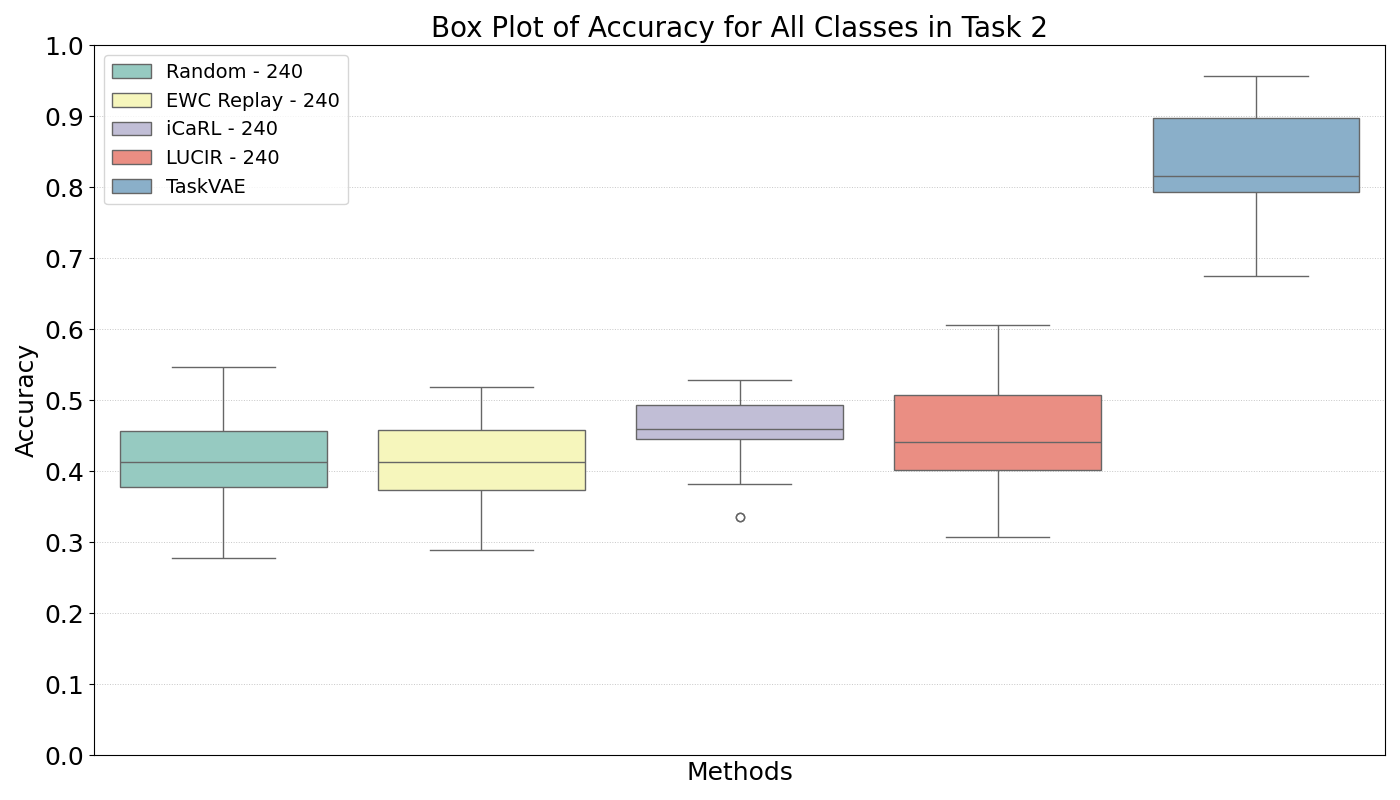 Box Plot of Accuracy for All Classes in Task 2
1.0
0.9
0.8
0.7
0.6
0.5
0.4
0.3
0.2
0.1
0.0
Accuracy
Random - 240
EWC Replay - 240
iCaRL - 240
LUCIR - 240
TaskVAE
Methods